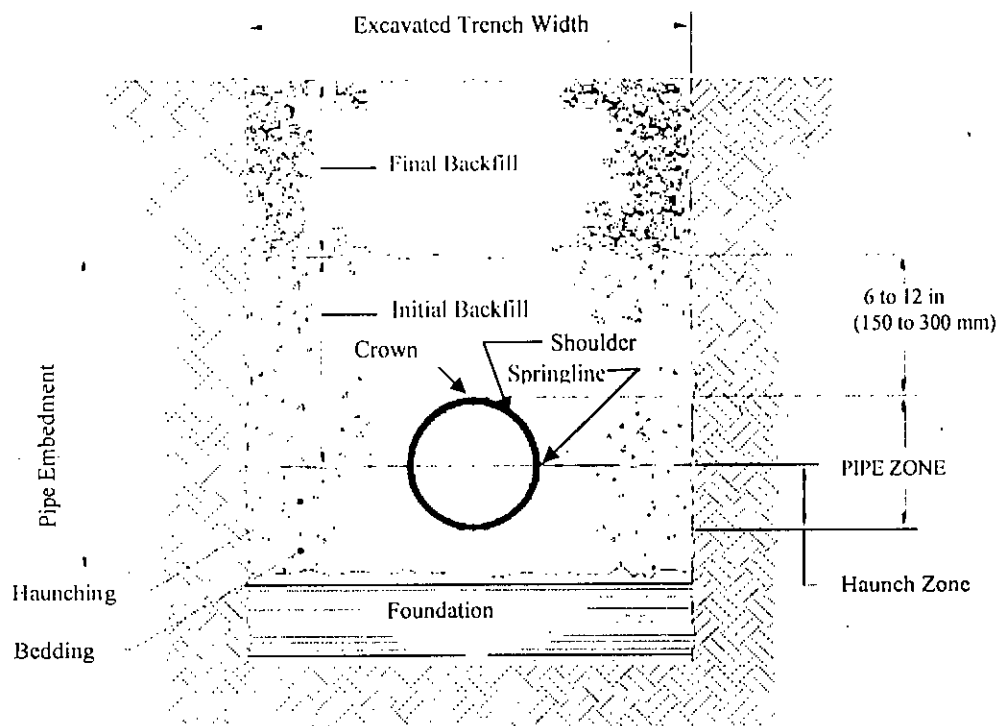 Excavated Trench Width
Final Backfill
6 to 12 in
(150 to 300 mm)
Initial Backfill
Shoulder
Crown
Springline
Pipe Embedment
PIPE ZONE
Haunching
Haunch Zone
Foundation
Bedding